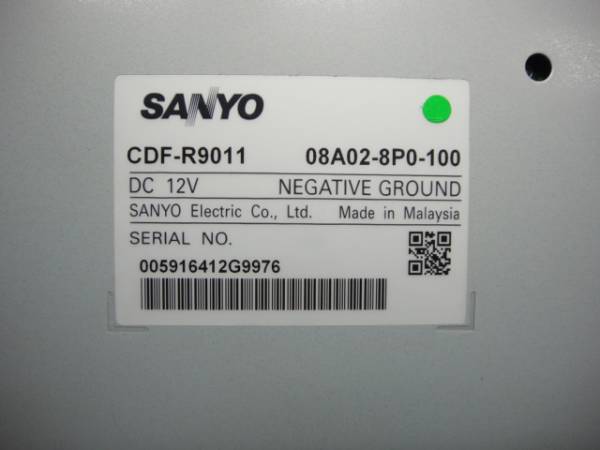 SANYO
CDF-R9011 08A02-8P0-100
DC 12V NEGATIVE GROUND
SANYO Electric Co., Ltd. Made in Malaysia
SERIAL NO.
005916412G9976